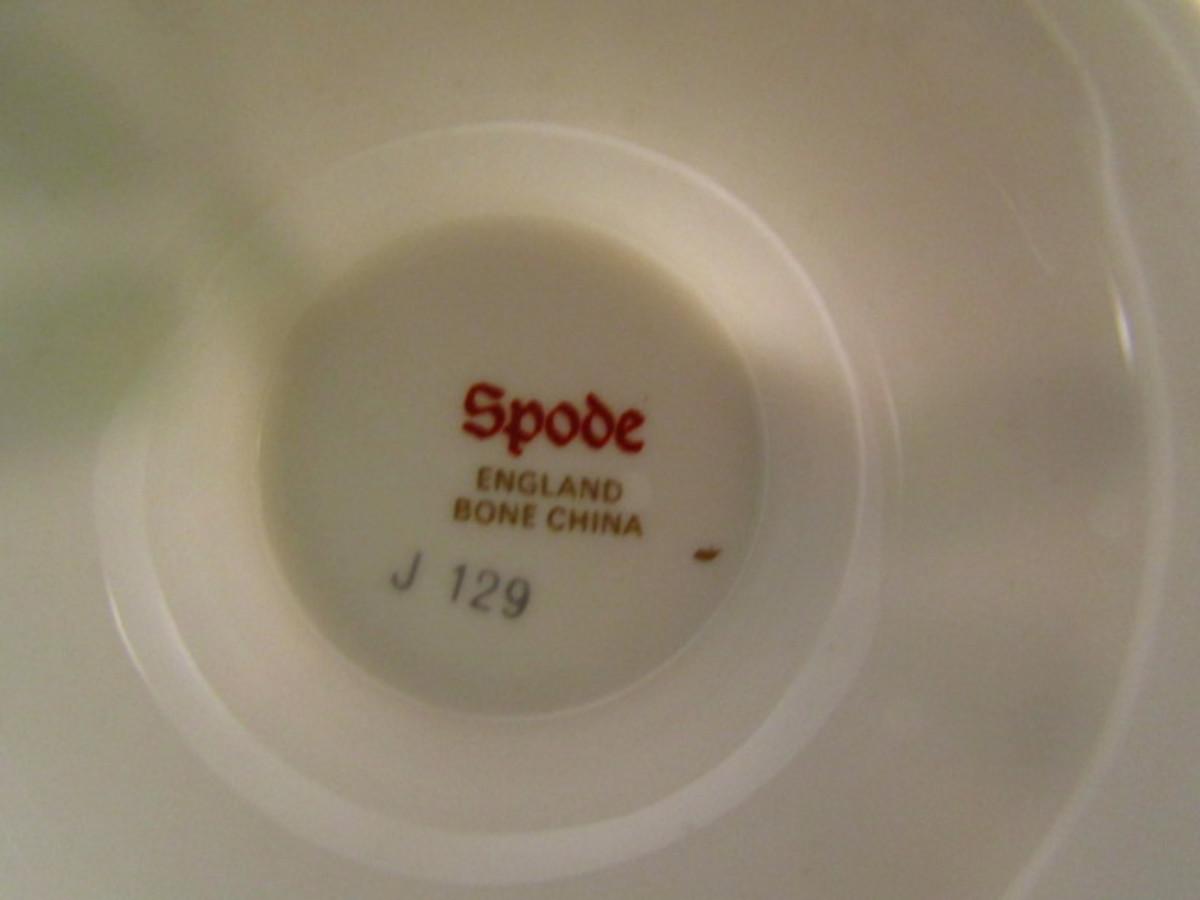 Spode
ENGLAND
BONE CHINA
J 129